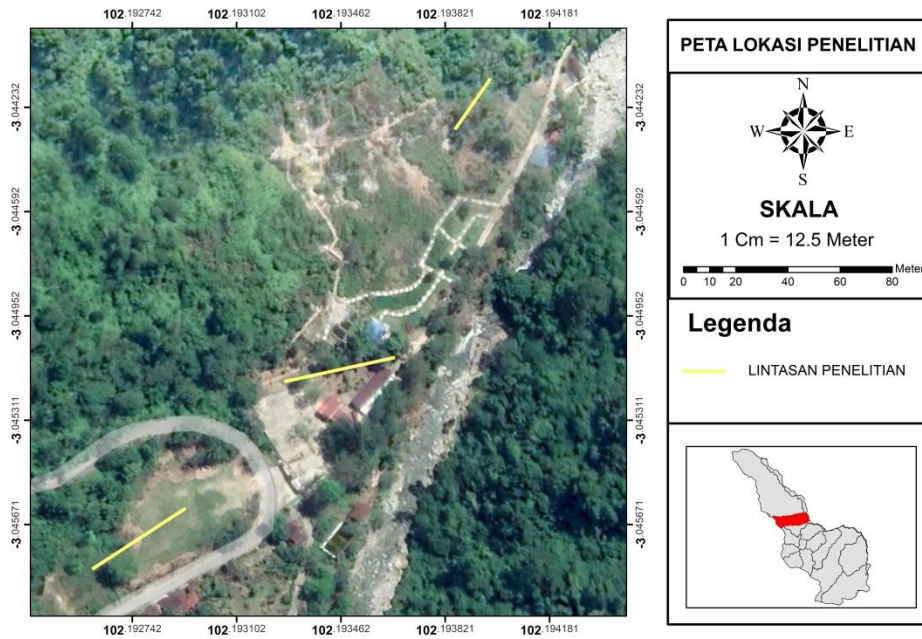 102.192742 102.193102 102.193462 102.193821 102.194181
-3.044232
-3.044592
-3.044952
-3.045311
-3.045671
-3.044232
-3.044592
-3.044952
-3.045311
-3.045671
102.192742 102.193102 102.193462 102.193821 102.194181
PETA LOKASI PENELITIAN
N
W E
S
SKALA
1 Cm = 12.5 Meter
Meter
0 10 20 40 60 80
Legenda
LINTASAN PENELITIAN